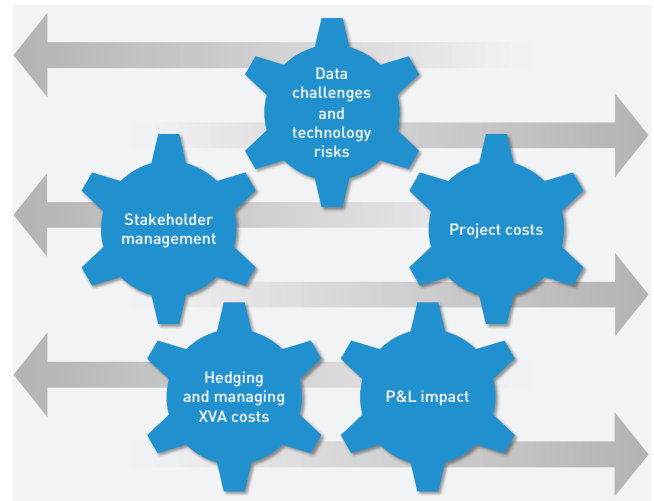 Data
challenges
and
technology
risks
Stakeholder
management
Project costs
Hedging
and managing
XVA costs
P&L impact